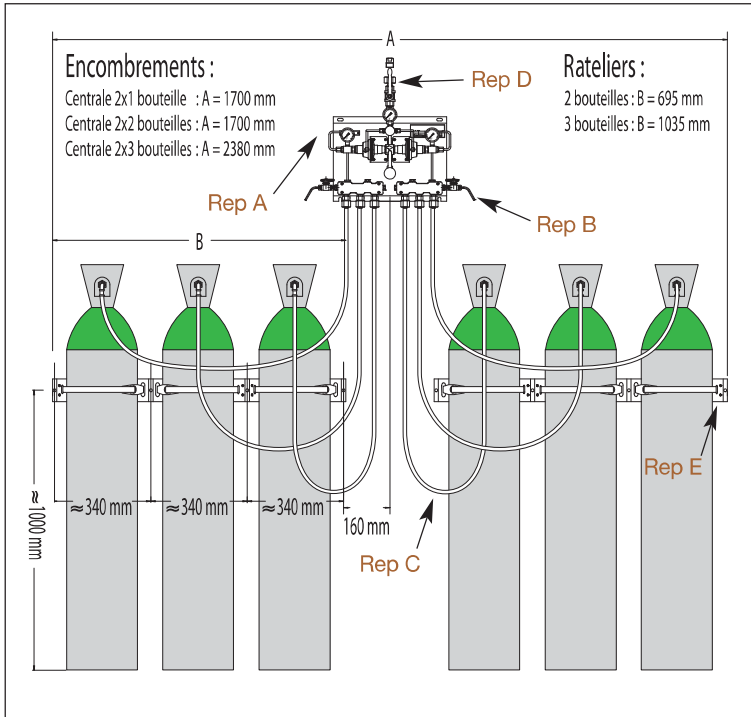 A
Encombrements :
Centrale 2x1 bouteille : A = 1700 mm
Centrale 2x2 bouteilles : A = 1700 mm
Centrale 2x3 bouteilles : A = 2380 mm
Rateliers :
2 bouteilles : B = 695 mm
3 bouteilles : B = 1035 mm
Rep D
Rep A
Rep B
B
≈1000 mm
≈340 mm
≈340 mm
≈340 mm
160 mm
Rep C
Rep E